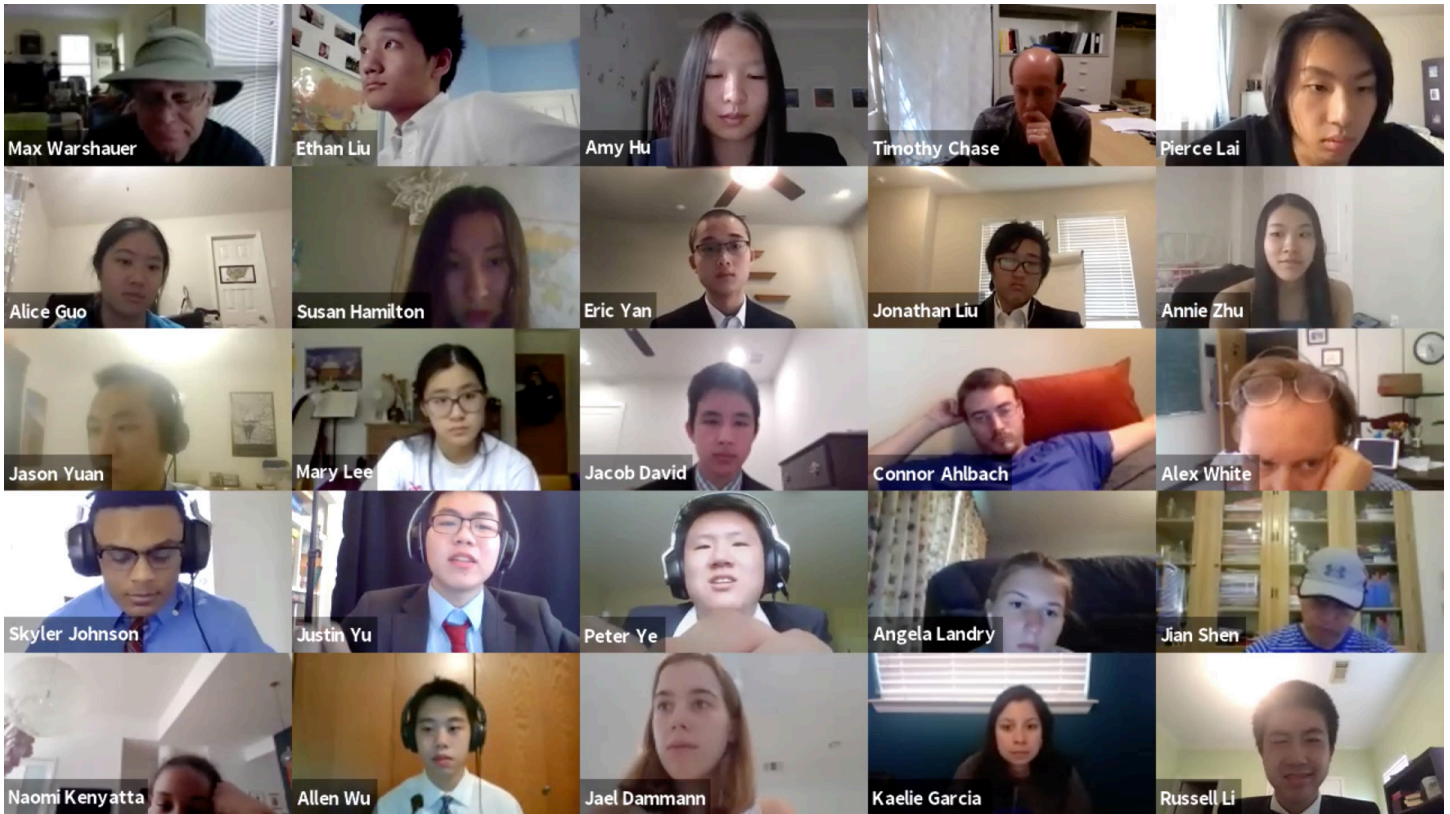 Max Warshauer
Ethan Liu
Amy Hu
Timothy Chase
Pierce Lai
Alice Guo
Susan Hamilton
Eric Yan
Jonathan Liu
Annie Zhu
Jason Yuan
Mary Lee
Jacob David
Connor Ahlbach
Alex White
Skyler Johnson
Justin Yu
Peter Ye
Angela Landry
Jian Shen
Naomi Kenyatta
Allen Wu
Jael Dammann
Kaelie Garcia
Russell Li